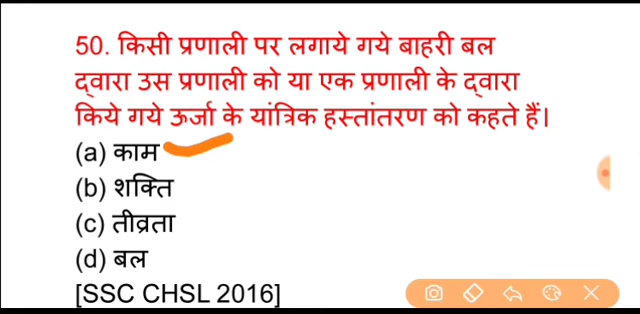 50. किसी प्रणाली पर लगाये गये बाहरी बल
द्वारा उस प्रणाली को या एक प्रणाली के द्वारा
किये गये ऊर्जा के यांत्रिक हस्तांतरण को कहते हैं।
(a) काम
(b) शक्ति
(c) तीव्रता
(d) बल
[SSC CHSL 2016]